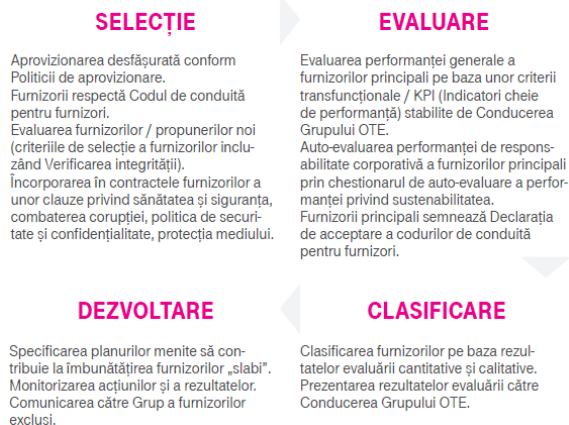 SELECȚIE
Aprovizionarea desfășurată conform
Politicii de aprovizionare.
Furnizorii respectă Codul de conduită
pentru furnizori.
Evaluarea furnizorilor / propunerilor noi
(criteriile de selecție a furnizorilor inclu-
zând Verificarea integrității).
Încorporarea în contractele furnizorilor a
unor clauze privind sănătatea și siguranța,
combaterea corupției, politica de securi-
tate și confidențialitate, protecția mediului.
EVALUARE
Evaluarea performanței generale a
furnizorilor principali pe baza unor criterii
transfuncționale / KPI (Indicatori cheie
de performanță) stabilite de Conducerea
Grupului OTE.
Auto-evaluarea performanței de respons-
abilitate corporativă a furnizorilor principali
prin chestionarul de auto-evaluare a perfor-
manței privind sustenabilitatea.
Furnizorii principali semnează Declarația
de acceptare a codurilor de conduită
pentru furnizori.
CLASIFICARE
Clasificarea furnizorilor pe baza rezul-
tatelor evaluării cantitative și calitative.
Prezentarea rezultatelor evaluării către
Conducerea Grupului OTE.
DEZVOLTARE
Specificarea planurilor menite să con-
tribuie la îmbunătățirea furnizorilor „slabi”.
Monitorizarea acțiunilor și a rezultatelor.
Comunicarea către Grup a furnizorilor
excluși.